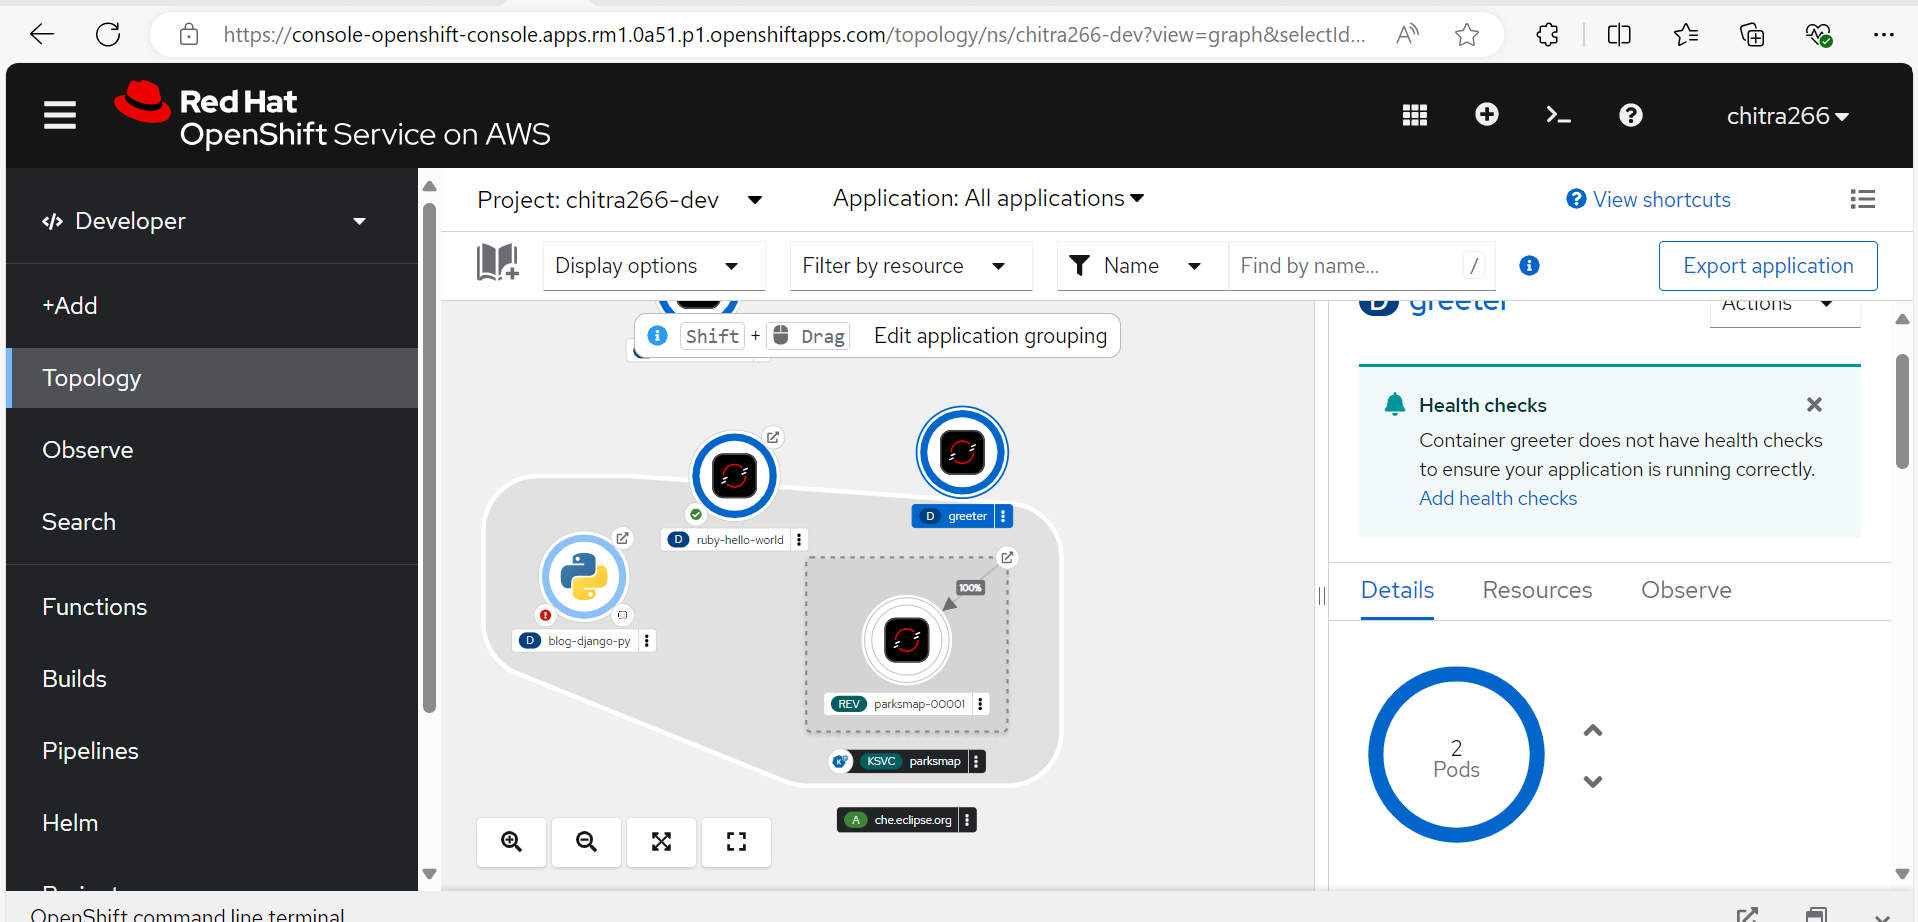 https://console-openshift-console.apps.rm1.0a51.p1.openshiftapps.com/topology/ns/chitra266-dev?view=graph&selectId...
Red Hat
OpenShift Service on AWS
chitra266
Developer
+Add
Topology
Observe
Search
Functions
Builds
Pipelines
Helm
Project: chitra266-dev
Application: All applications
View shortcuts
Display options
Filter by resource
Name
Find by name...
/
Export application
Shift + Drag Edit application grouping
D ruby-hello-world
D greeter
D blog-django-py
100%
REV parksmap-00001
KSVC parksmap
A che.eclipse.org
D greeter
Actions
Health checks
Container greeter does not have health checks
to ensure your application is running correctly.
Add health checks
Details
Resources
Observe
2
Pods
OpenShift command line terminal